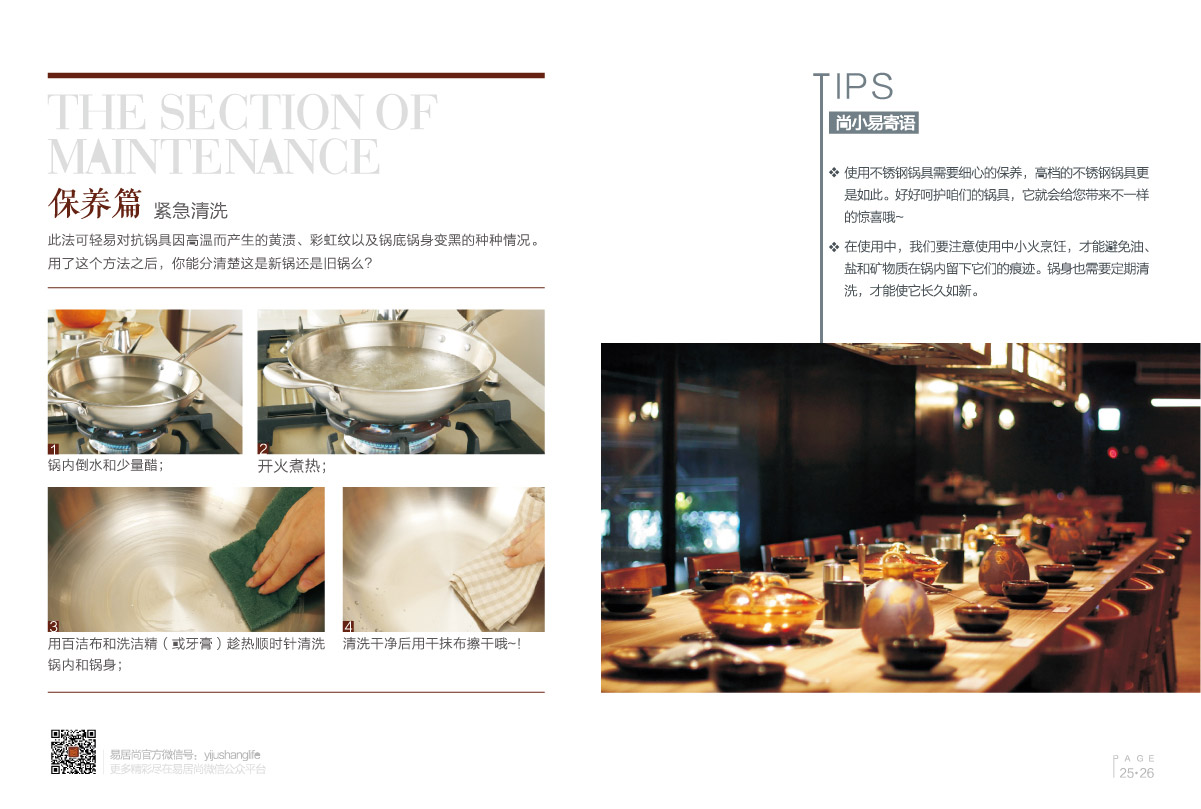 THE SECTION OF
MAINTENANCE
保养篇 紧急清洗
此法可轻易对抗锅具因高温而产生的黄渍、彩虹纹以及锅底锅身变黑的种种情况。
用了这个方法之后，你能分清楚这是新锅还是旧锅么？
1
锅内倒水和少量醋；
2
开火煮热；
3
用百洁布和洗洁精（或牙膏）趁热顺时针清洗
锅内和锅身；
4
清洗干净后用干抹布擦干哦~！
易居尚官方微信号：yijushanglife
更多精彩尽在易居尚微信公众平台
TIPS
尚小易寄语
❖ 使用不锈钢锅具需要细心的保养，高档的不锈钢锅具更
是如此。好好呵护咱们的锅具，它就会给您带来不一样
的惊喜哦~
❖ 在使用中，我们要注意使用中小火烹饪，才能避免油、
盐和矿物质在锅内留下它们的痕迹。锅身也需要定期清
洗，才能使它长久如新。
PAGE
25·26